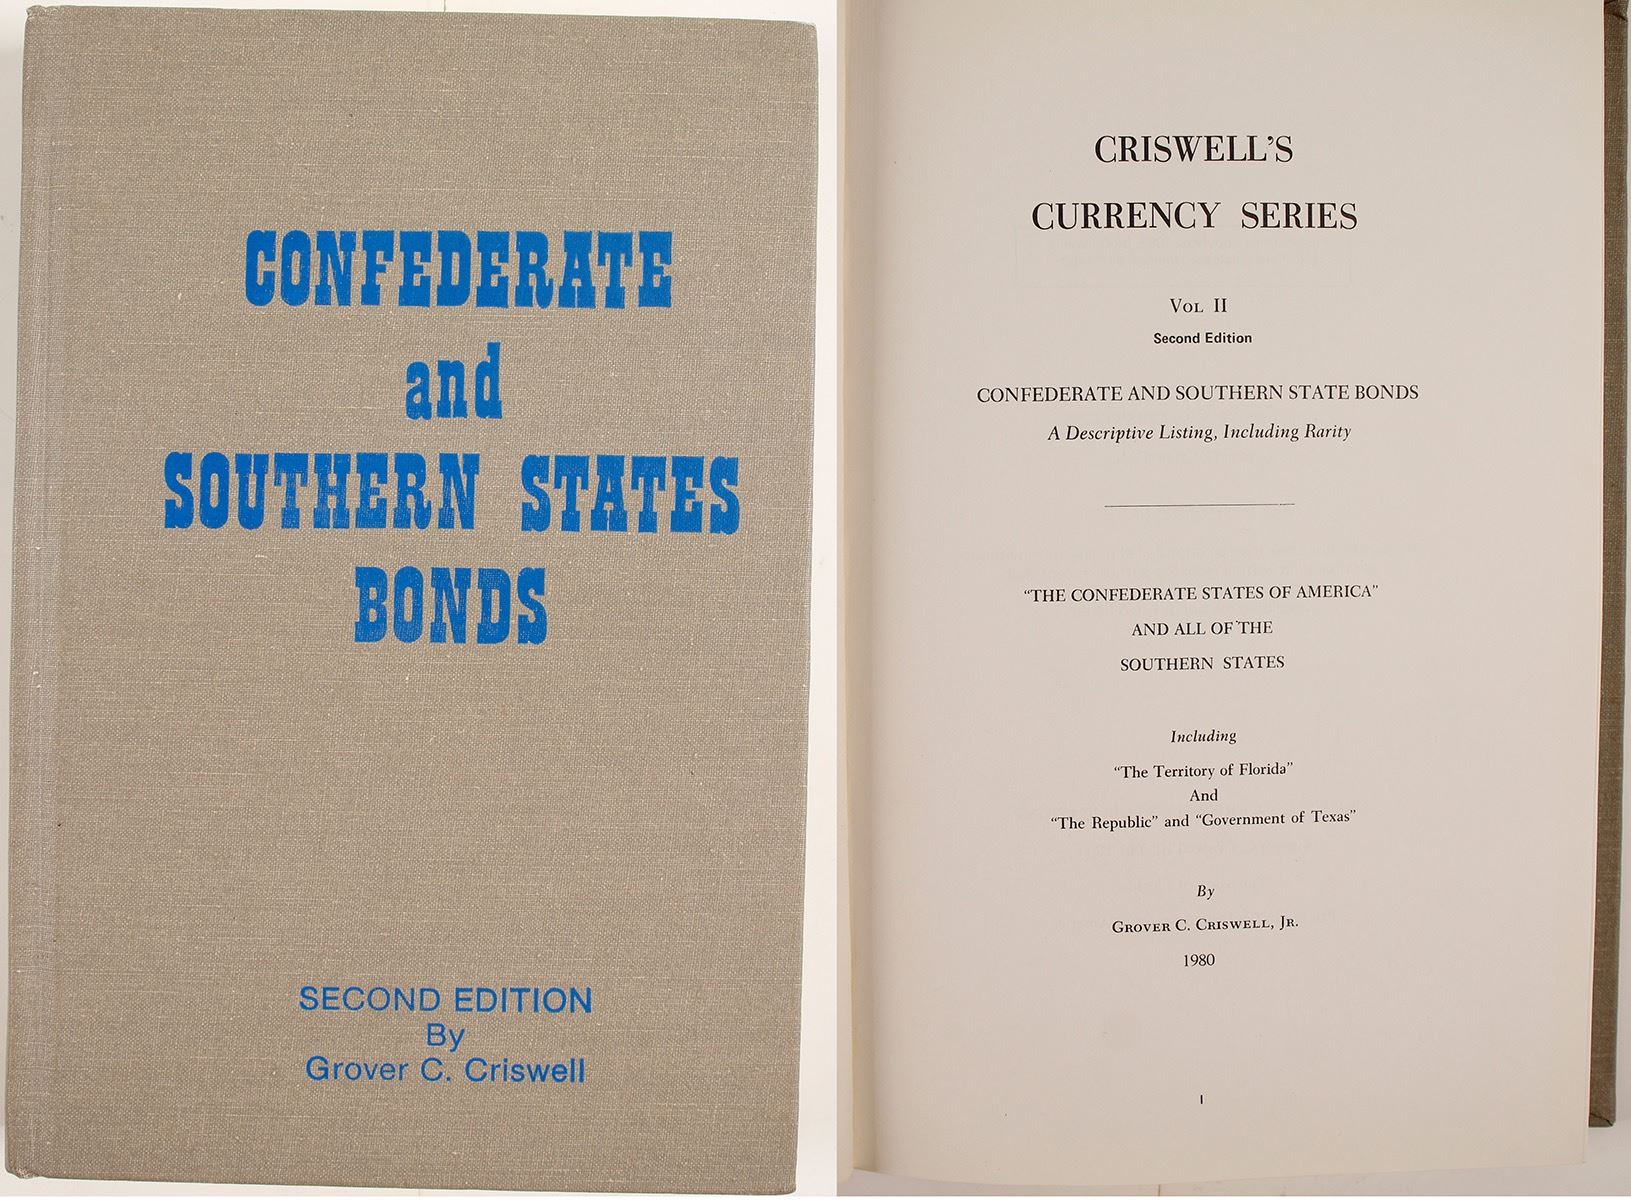 CONFEDERATE
and
SOUTHERN STATES
BONDS
SECOND EDITION
By
Grover C. Criswell
CRISWELL'S
CURRENCY SERIES
VOL II
Second Edition
CONFEDERATE AND SOUTHERN STATE BONDS
A Descriptive Listing, Including Rarity
"THE CONFEDERATE STATES OF AMERICA"
AND ALL OF THE
SOUTHERN STATES
Including
"The Territory of Florida"
And
"The Republic" and "Government of Texas"
By
GROVER C. CRISWELL, JR.
1980
I